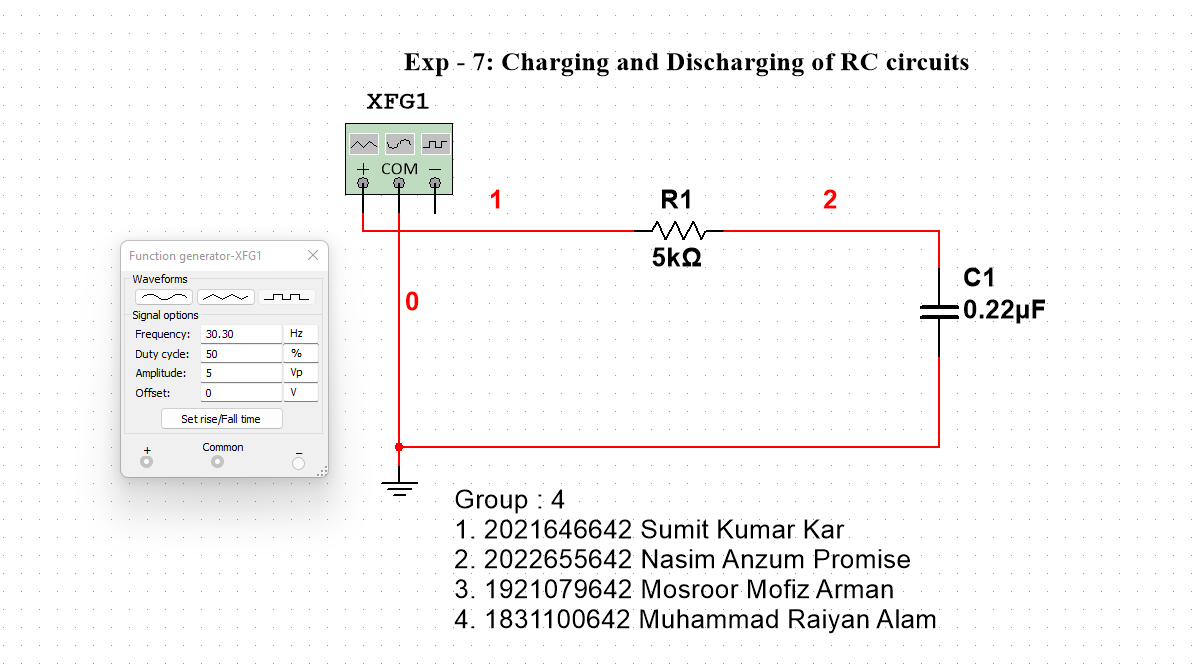 Exp - 7: Charging and Discharging of RC circuits
XFG1
+ COM −
1
R1
5kΩ
2
C1
0.22µF
0
Function generator-XFG1
Waveforms
Signal options
Frequency: 30.30 Hz
Duty cycle: 50 %
Amplitude: 5 Vp
Offset: 0 V
Set rise/Fall time
+ Common −
Group : 4
1. 2021646642 Sumit Kumar Kar
2. 2022655642 Nasim Anzum Promise
3. 1921079642 Mosroor Mofiz Arman
4. 1831100642 Muhammad Raiyan Alam